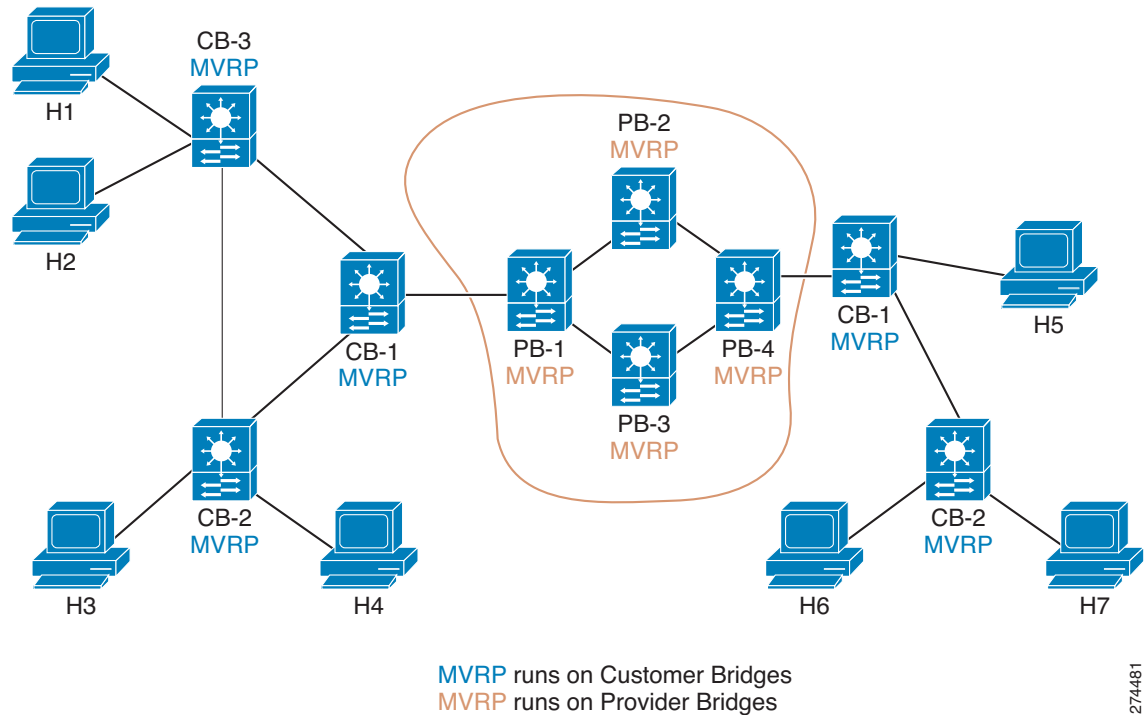 CB-3
MVRP
H1
H2
PB-2
MVRP
CB-1
MVRP
PB-1
MVRP
PB-4
MVRP
PB-3
MVRP
CB-1
MVRP
H5
CB-2
MVRP
H3
H4
CB-2
MVRP
H6
H7
MVRP runs on Customer Bridges
MVRP runs on Provider Bridges
274481